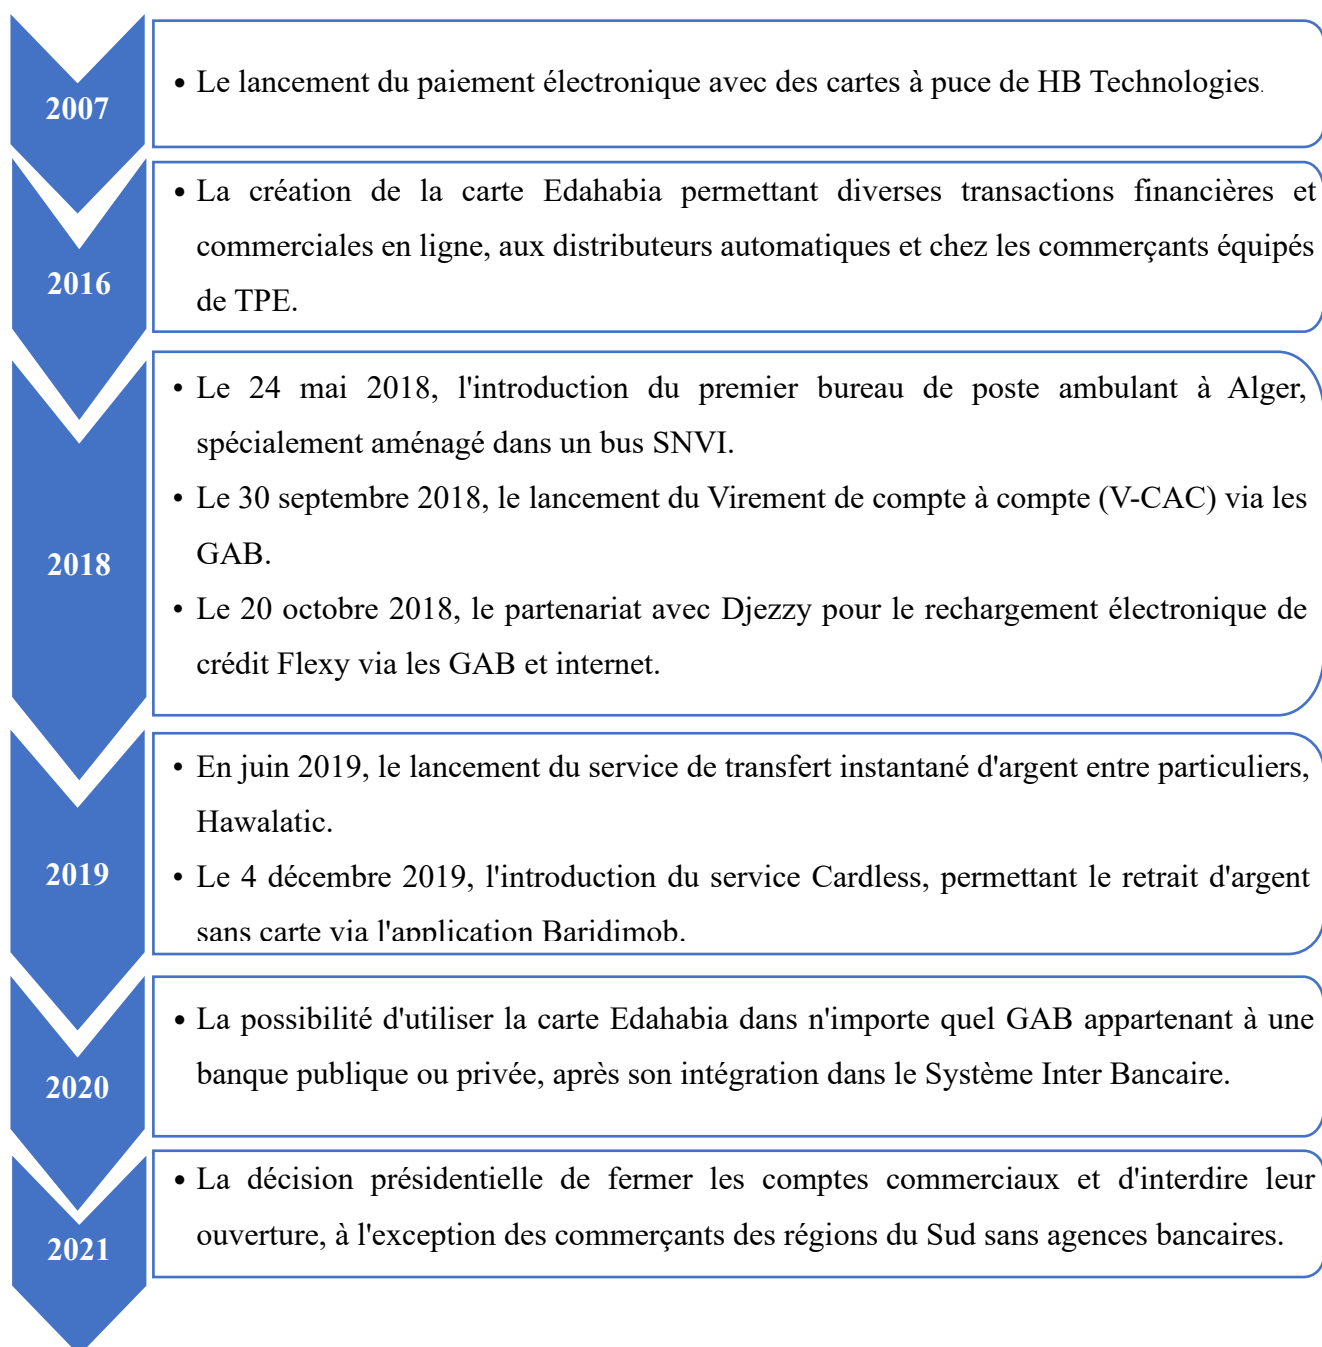 2007
• Le lancement du paiement électronique avec des cartes à puce de HB Technologies.
2016
• La création de la carte Edahabia permettant diverses transactions financières et
commerciales en ligne, aux distributeurs automatiques et chez les commerçants équipés
de TPE.
2018
• Le 24 mai 2018, l'introduction du premier bureau de poste ambulant à Alger,
spécialement aménagé dans un bus SNVI.
• Le 30 septembre 2018, le lancement du Virement de compte à compte (V-CAC) via les
GAB.
• Le 20 octobre 2018, le partenariat avec Djezzy pour le rechargement électronique de
crédit Flexy via les GAB et internet.
2019
• En juin 2019, le lancement du service de transfert instantané d'argent entre particuliers,
Hawalatic.
• Le 4 décembre 2019, l'introduction du service Cardless, permettant le retrait d'argent
sans carte via l'application Baridimob.
2020
• La possibilité d'utiliser la carte Edahabia dans n'importe quel GAB appartenant à une
banque publique ou privée, après son intégration dans le Système Inter Bancaire.
2021
• La décision présidentielle de fermer les comptes commerciaux et d'interdire leur
ouverture, à l'exception des commerçants des régions du Sud sans agences bancaires.